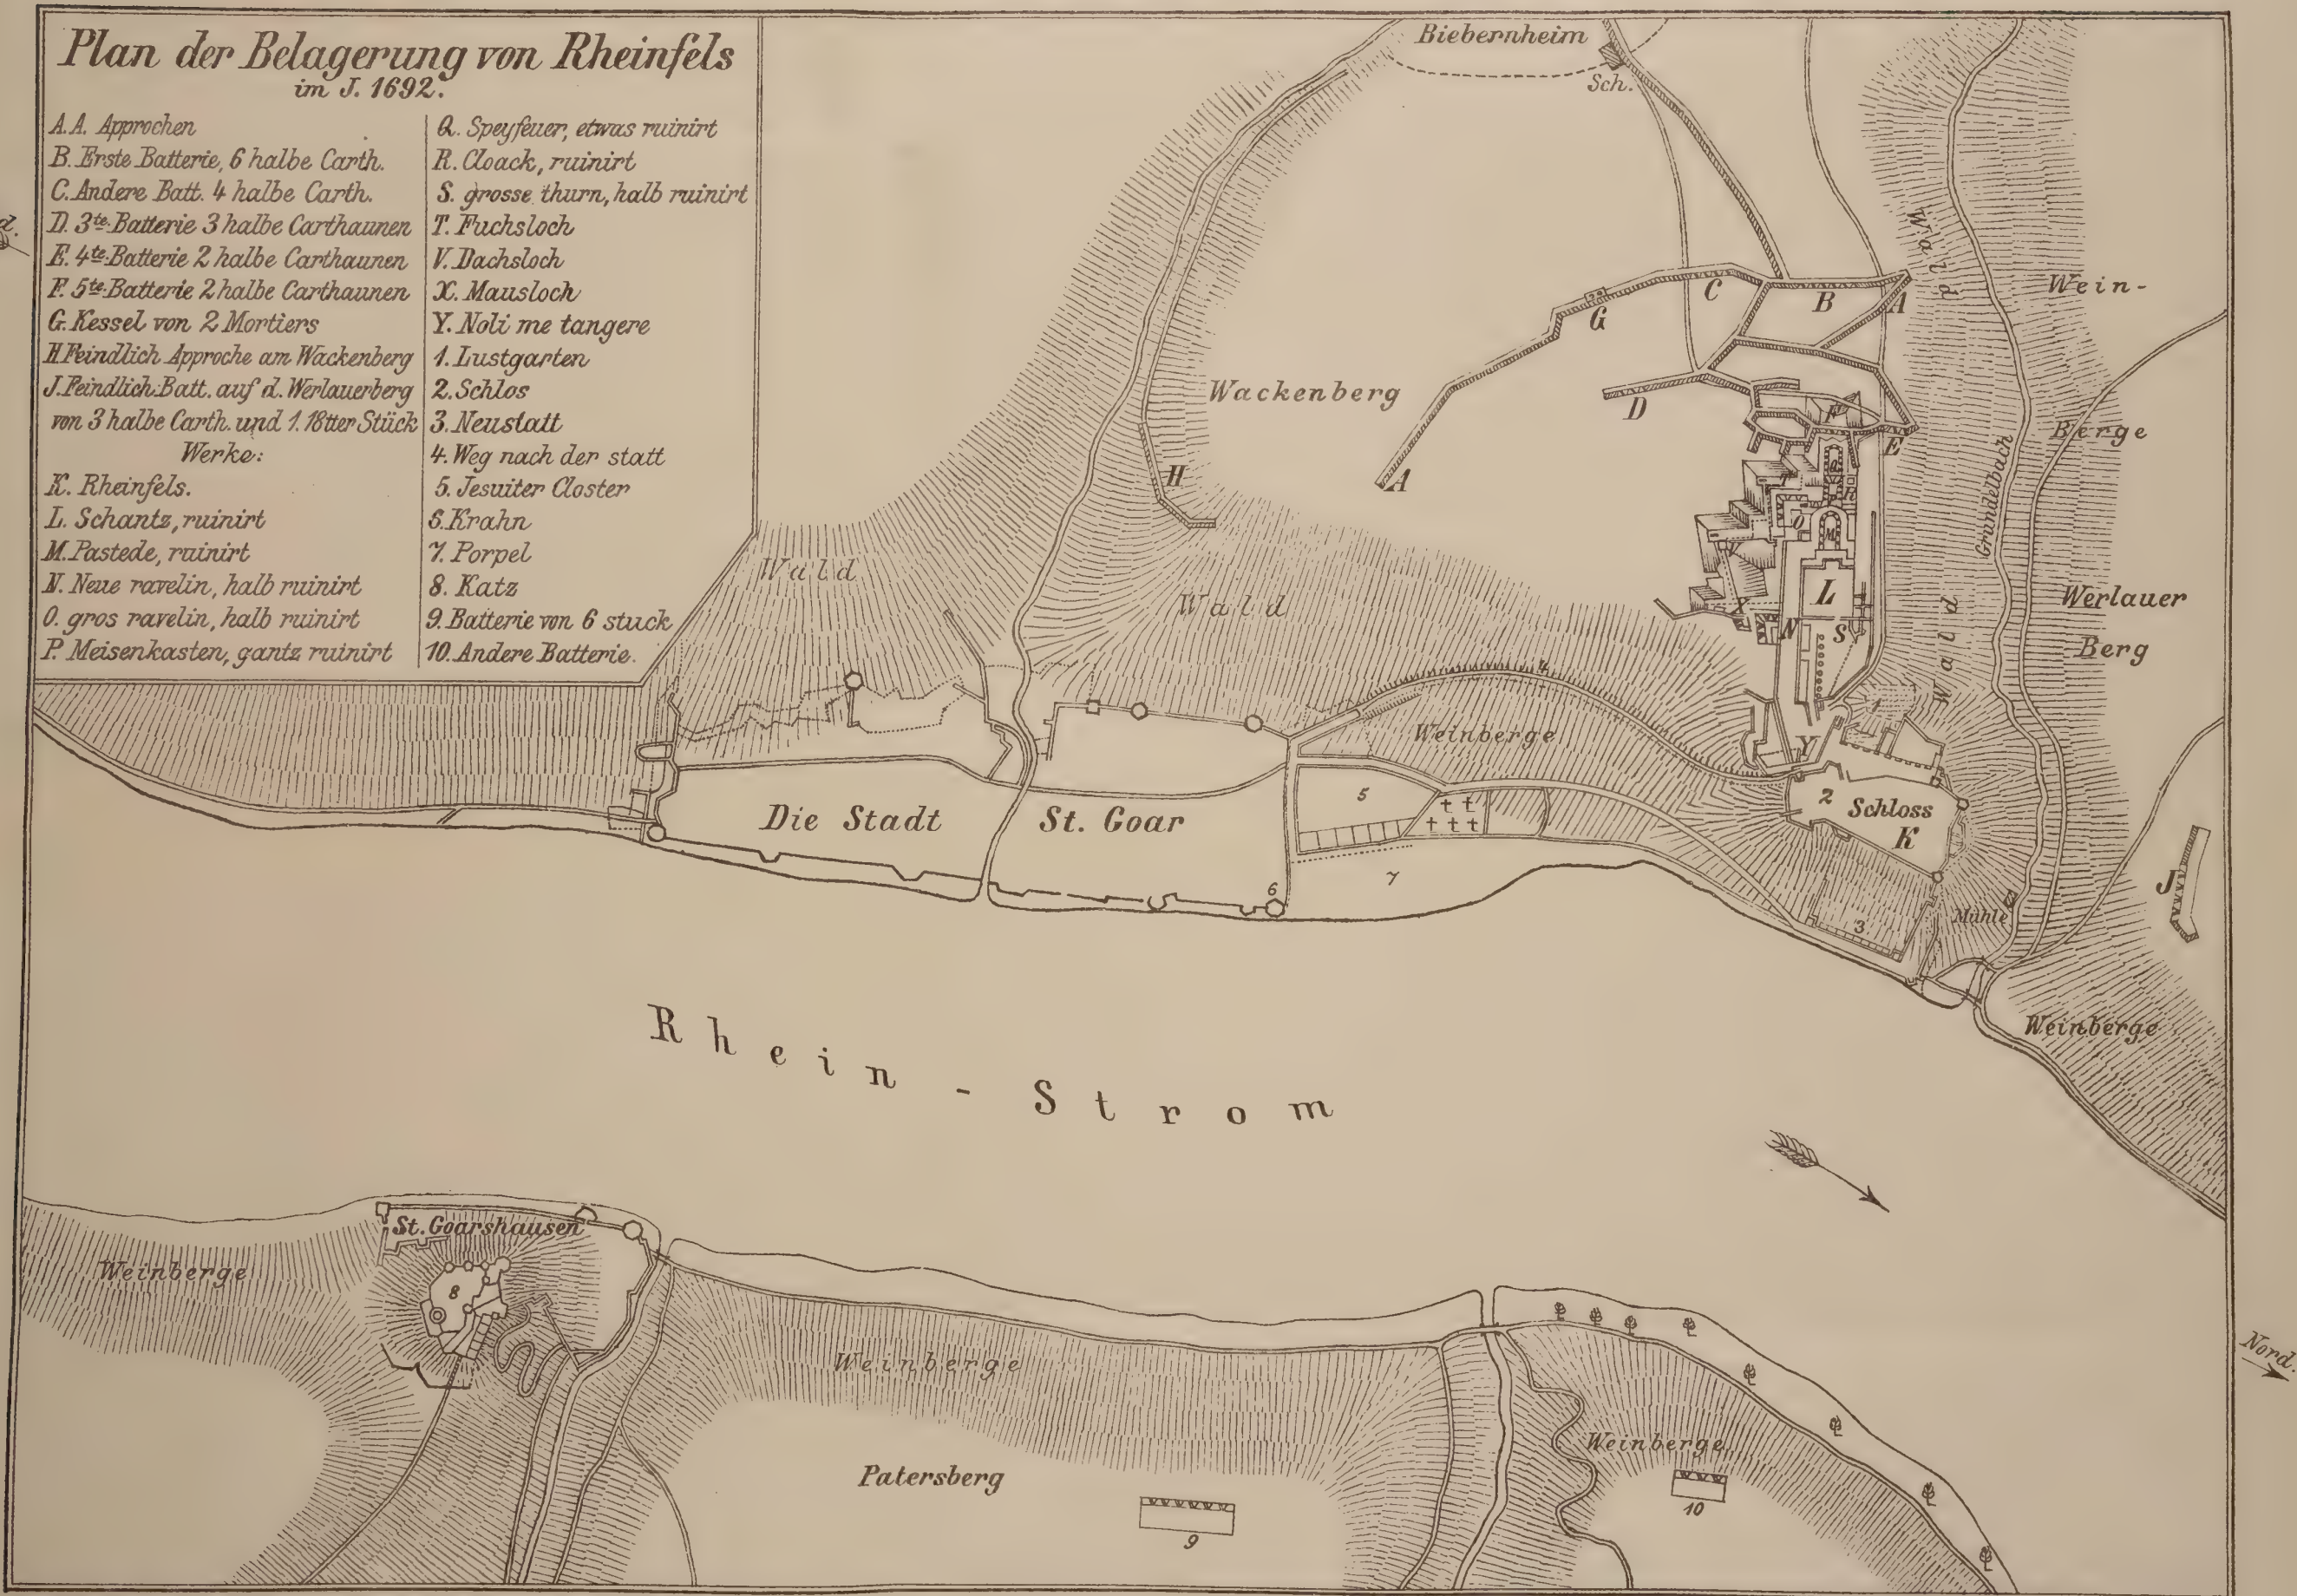 Plan der Belagerung von Rheinfels
im J. 1692.
A.A. Approchen
B. Erste Batterie, 6 halbe Carth.
C. Andere Batt. 4 halbe Carth.
D. 3te Batterie 3 halbe Carthaunen
E. 4te Batterie 2 halbe Carthaunen
F. 5te Batterie 2 halbe Carthaunen
G. Kessel von 2 Mortiers
H Feindlich Approche am Wackenberg
J. Feindlich. Batt. auf d. Werlauerberg
von 3 halbe Carth. und 1. 18tter Stück
Werke:
K. Rheinfels.
L. Schantz, ruinirt
M. Pastede, ruinirt
N. Neue ravelin, halb ruinirt
O. gros ravelin, halb ruinirt
P. Meisenkasten, gantz ruinirt
Q. Speyfeuer, etwas ruinirt
R. Cloack, ruinirt
S. grosse thurn, halb ruinirt
T. Fuchsloch
V. Dachsloch
X. Mausloch
Y. Noli me tangere
1. Lustgarten
2. Schlos
3. Neustatt
4. Weg nach der statt
5. Jesuiter Closter
6. Krahn
7. Porpel
8. Katz
9. Batterie von 6 stuck
10. Andere Batterie.
Biebernheim
Sch.
Wald
Wein-
C
B
A
G
Wackenberg
D
F
Berge
E
H
A
Q
T
R
Grundelbach
O
M
V
Wald
Wald
L
X
Werlauer
N
S
Wald
Berg
4
1
Weinberge
Y
5
2
Schloss
Die Stadt
St. Goar
K
7
6
J
Mühle
3
Weinberge
Rhein-Strom
St. Goarshausen
Weinberge
8
Nord.
Weinberge
Weinberge
Patersberg
10
9